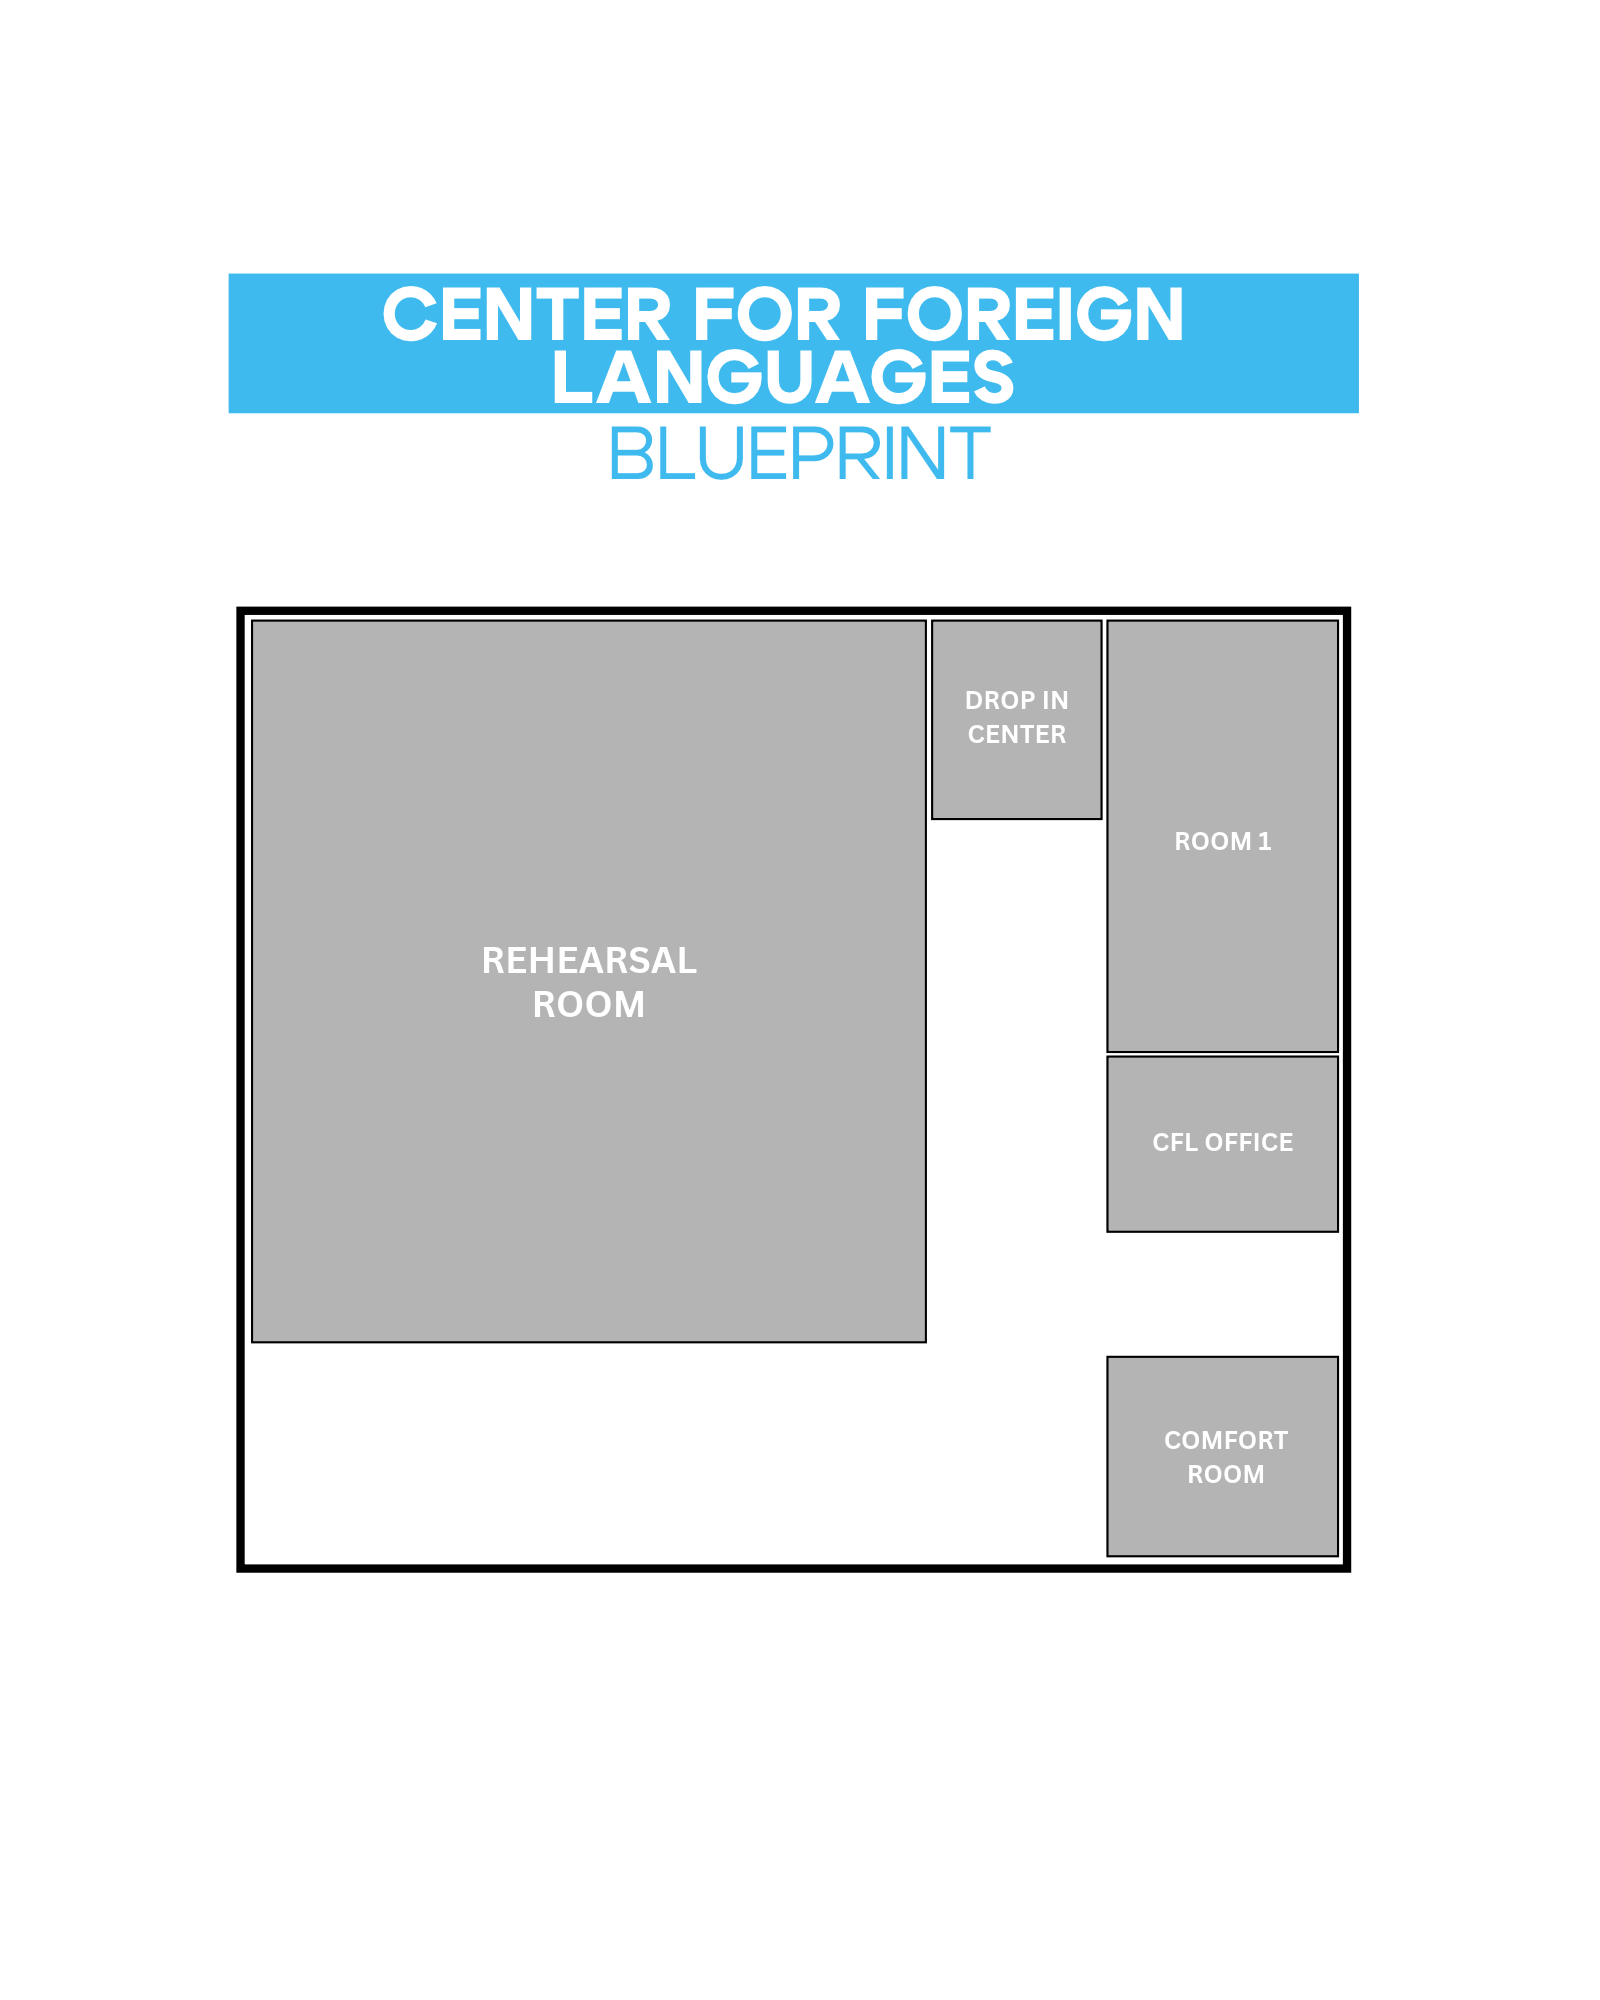 CENTER FOR FOREIGN
LANGUAGES
BLUEPRINT
DROP IN
CENTER
ROOM 1
REHEARSAL
ROOM
CFL OFFICE
COMFORT
ROOM